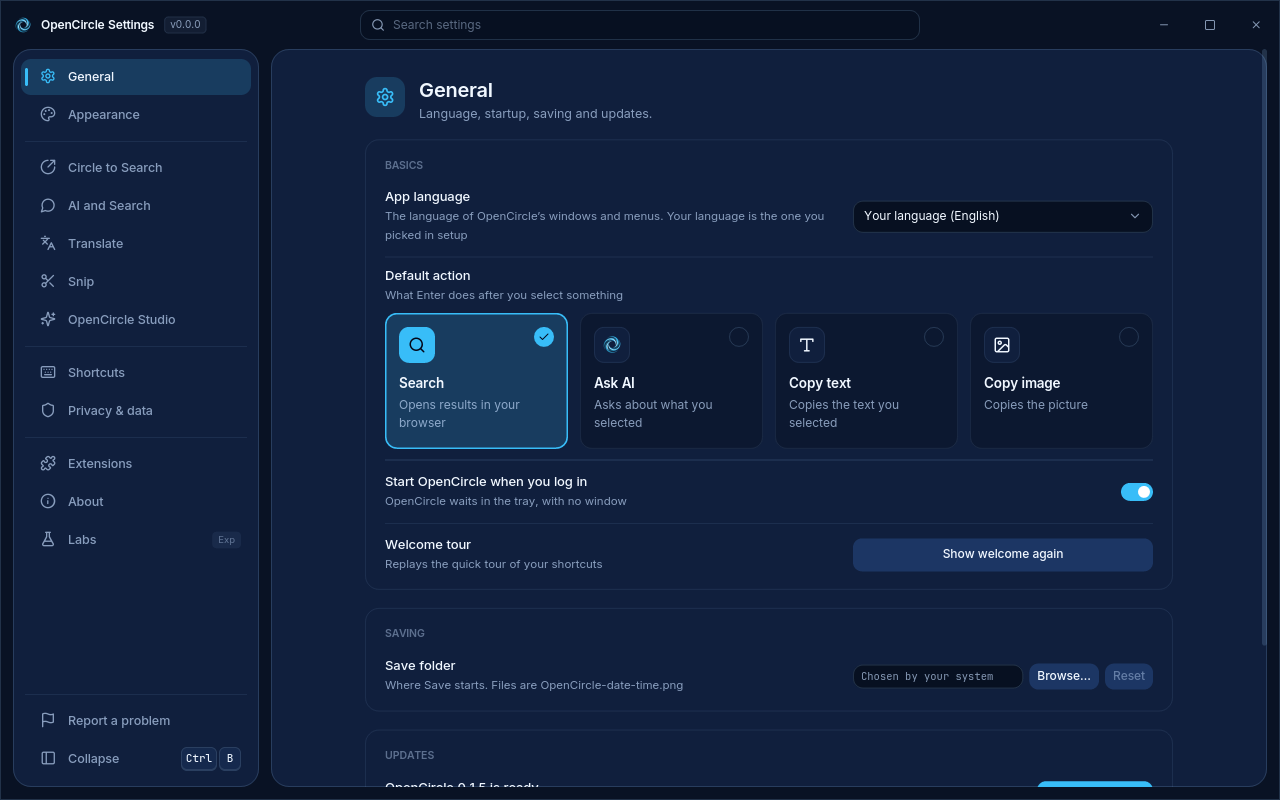 OpenCircle Settings v0.0.0
Search settings
General
Appearance
Circle to Search
AI and Search
Translate
Snip
OpenCircle Studio
Shortcuts
Privacy & data
Extensions
About
Labs Exp
Report a problem
Collapse Ctrl B
General
Language, startup, saving and updates.
BASICS
App language
The language of OpenCircle's windows and menus. Your language is the one you
picked in setup
Your language (English)
Default action
What Enter does after you select something
Search
Opens results in your
browser
Ask AI
Asks about what you
selected
Copy text
Copies the text you
selected
Copy image
Copies the picture
Start OpenCircle when you log in
OpenCircle waits in the tray, with no window
Welcome tour
Replays the quick tour of your shortcuts
Show welcome again
SAVING
Save folder
Where Save starts. Files are OpenCircle-date-time.png
Chosen by your system
Browse...
Reset
UPDATES
OpenCircle 0.1.5 is ready